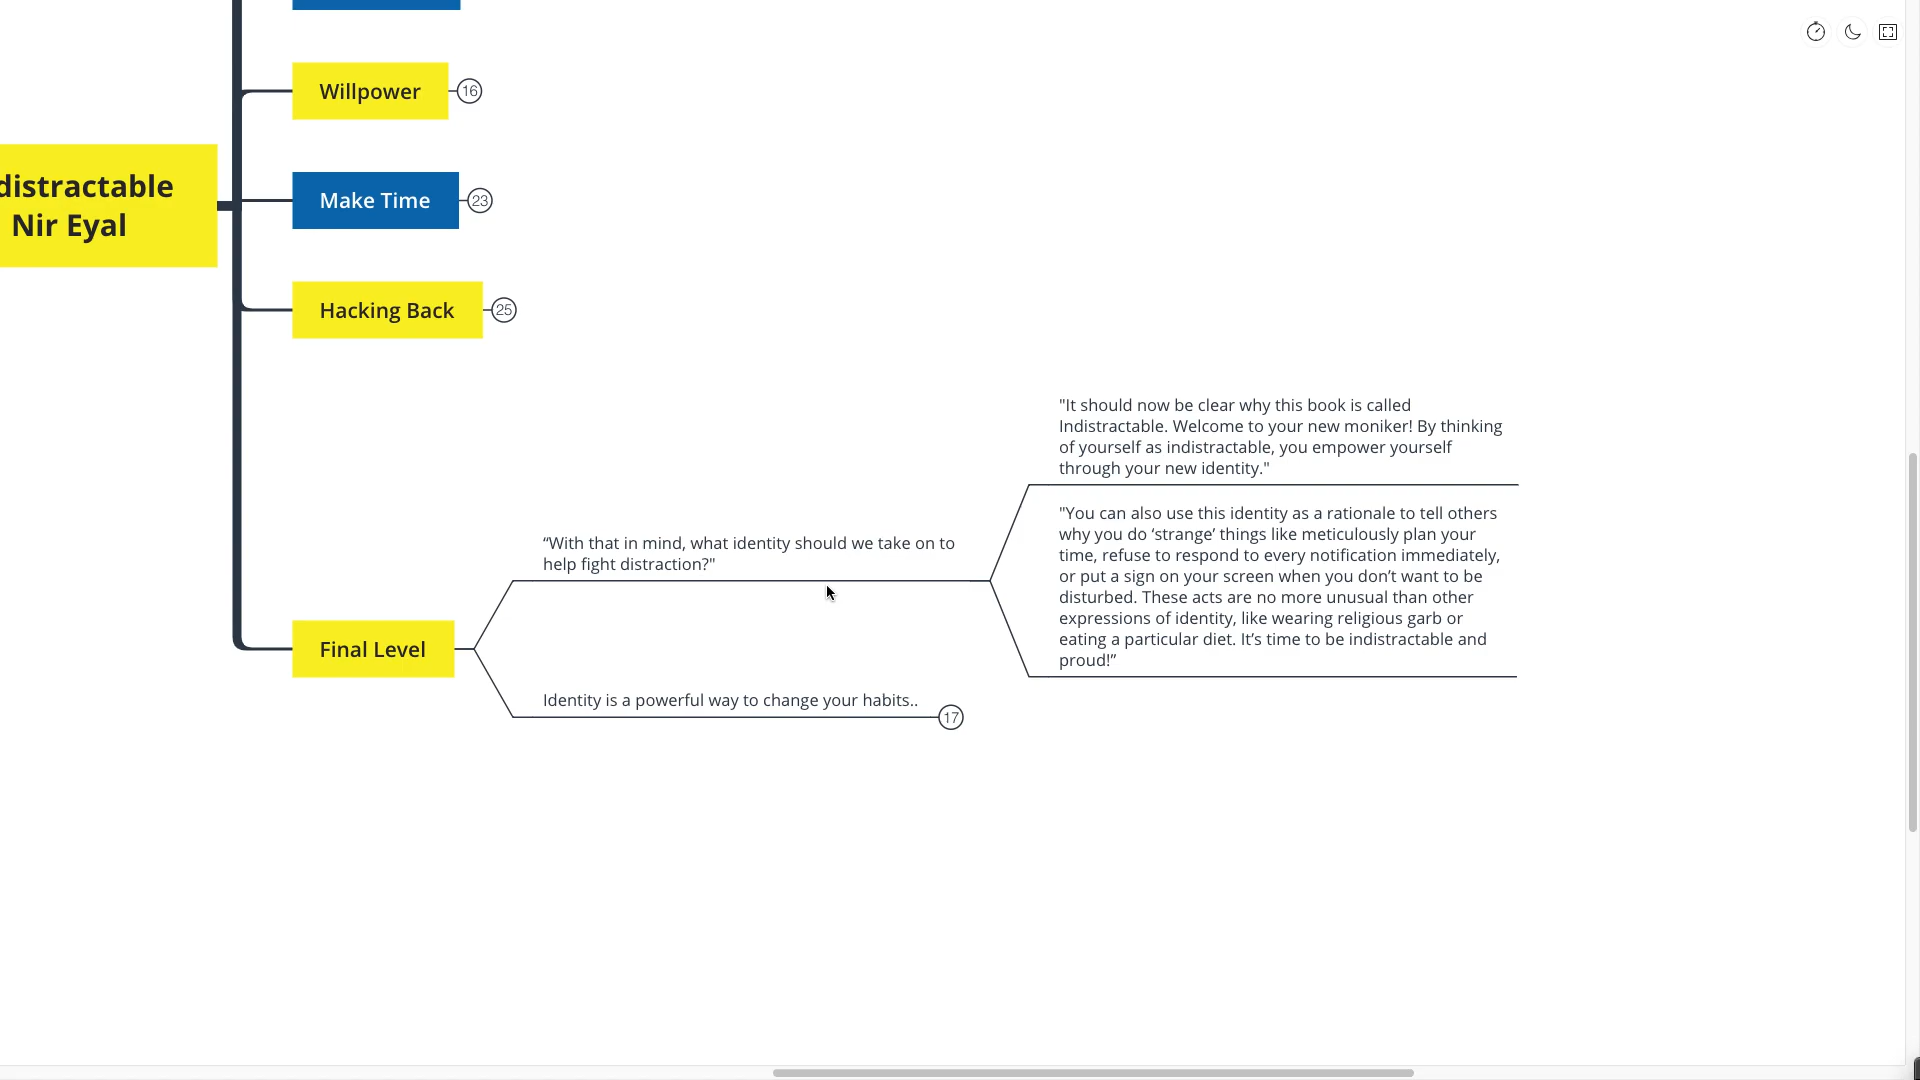 Willpower
16
distractable
Nir Eyal
Make Time
23
Hacking Back
25
"It should now be clear why this book is called
Indistractable. Welcome to your new moniker! By thinking
of yourself as indistractable, you empower yourself
through your new identity."
"You can also use this identity as a rationale to tell others
why you do ‘strange’ things like meticulously plan your
time, refuse to respond to every notification immediately,
or put a sign on your screen when you don’t want to be
disturbed. These acts are no more unusual than other
expressions of identity, like wearing religious garb or
eating a particular diet. It’s time to be indistractable and
proud!”
“With that in mind, what identity should we take on to
help fight distraction?"
Final Level
Identity is a powerful way to change your habits..
17